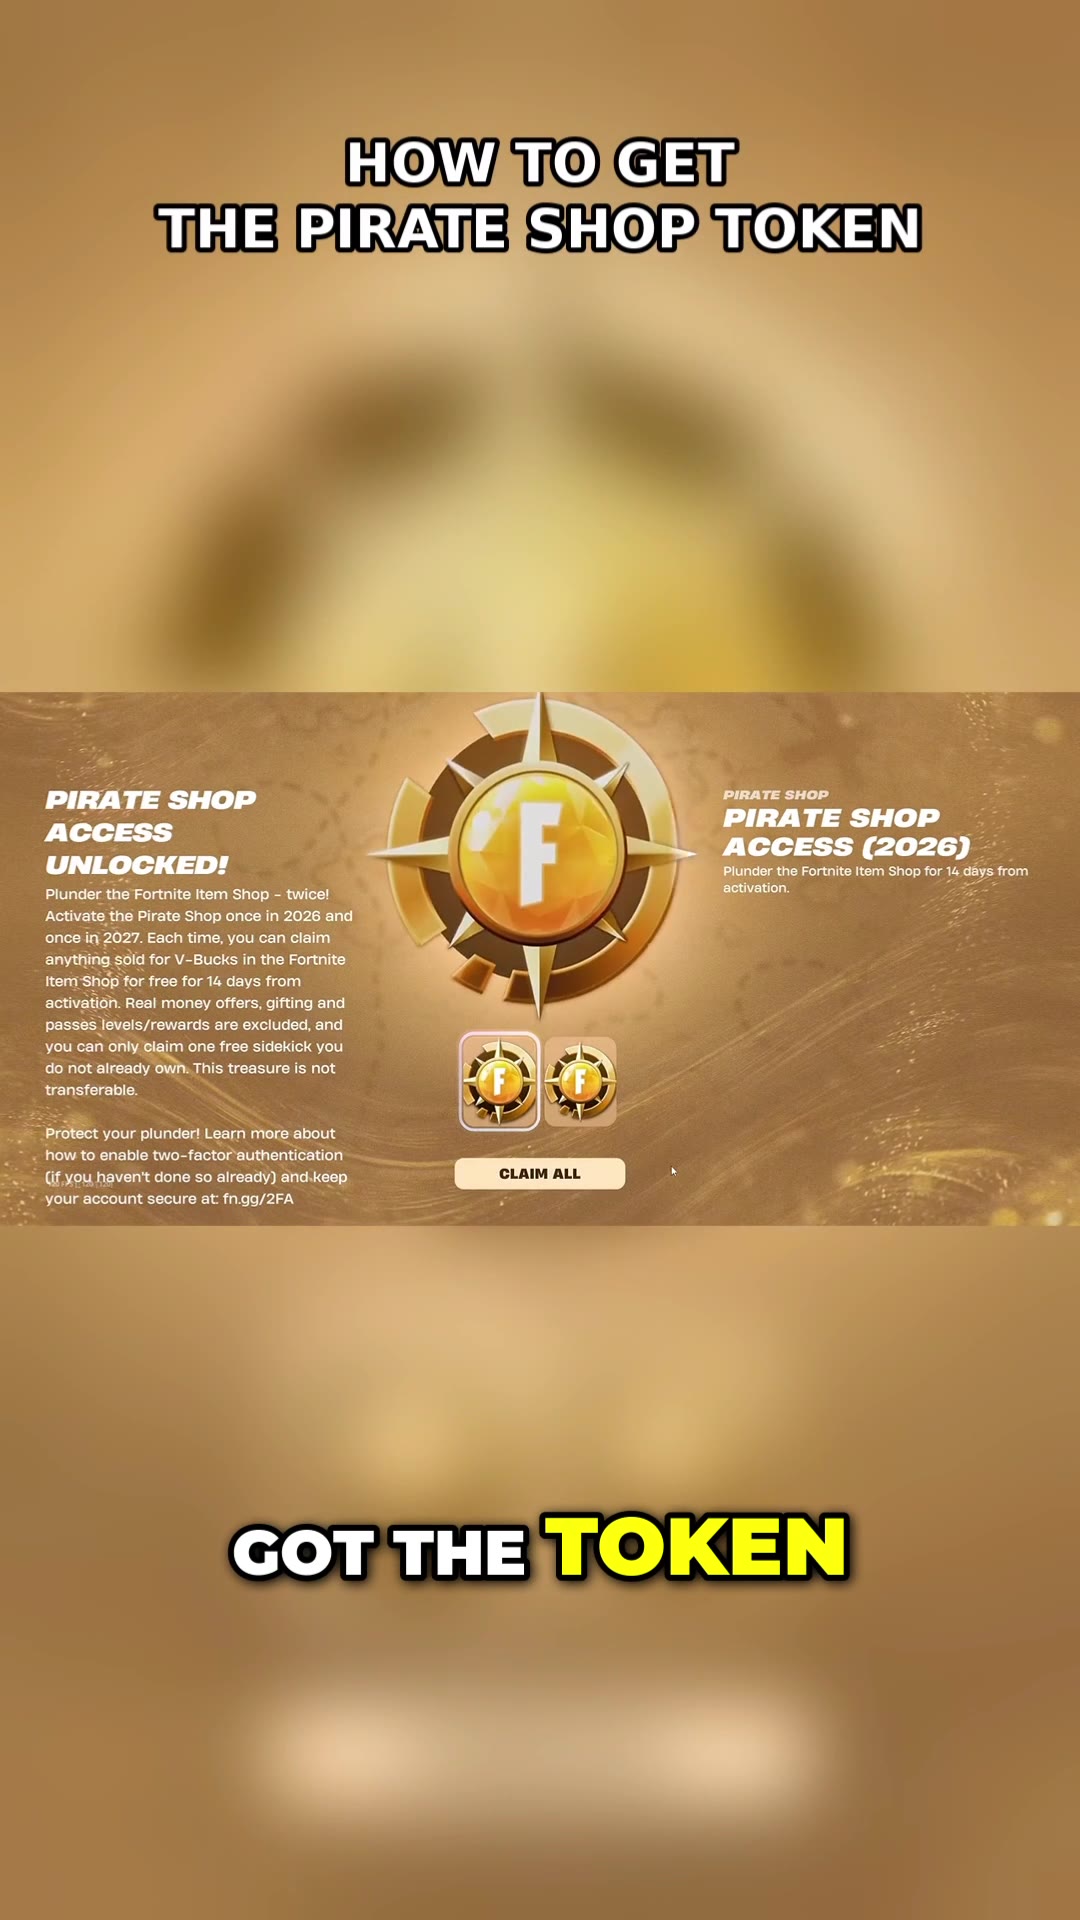 HOW TO GET
THE PIRATE SHOP TOKEN
PIRATE SHOP
ACCESS
UNLOCKED!
Plunder the Fortnite Item Shop - twice!
Activate the Pirate Shop once in 2026 and
once in 2027. Each time, you can claim
anything sold for V-Bucks in the Fortnite
Item Shop for free for 14 days from
activation. Real money offers, gifting and
passes levels/rewards are excluded, and
you can only claim one free sidekick you
do not already own. This treasure is not
transferable.
Protect your plunder! Learn more about
how to enable two-factor authentication
(if you haven't done so already) and keep
your account secure at: fn.gg/2FA
F
F
F
CLAIM ALL
PIRATE SHOP
PIRATE SHOP
ACCESS (2026)
Plunder the Fortnite Item Shop for 14 days from
activation.
GOT THE TOKEN